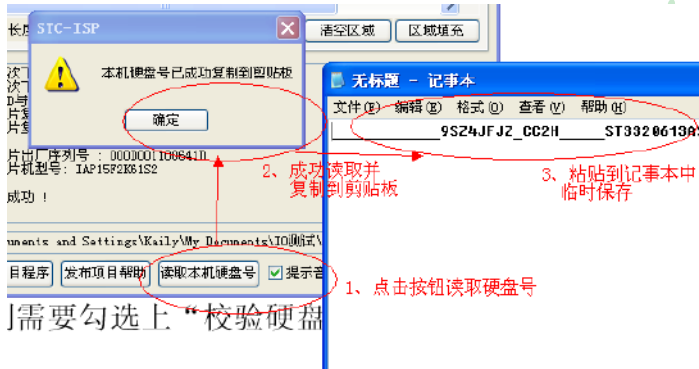 长度
STC-ISP
清空区域
区域填充
本机硬盘号已成功复制到剪贴板
确定
片出厂序列号 : 0000001100641D
片机型号: IAP15F2K61S2
成功 !
uments and Settings\Kaily\My Documents\IO测试\
目程序
发布项目帮助
读取本机硬盘号
提示音
需要勾选上“校验硬盘
无标题 - 记事本
文件(F) 编辑(E) 格式(O) 查看(V) 帮助(H)
_9SZ4JFJZ_CC2H_____ST3320613A
2、成功读取并
复制到剪贴板
3、粘贴到记事本中
临时保存
1、点击按钮读取硬盘号